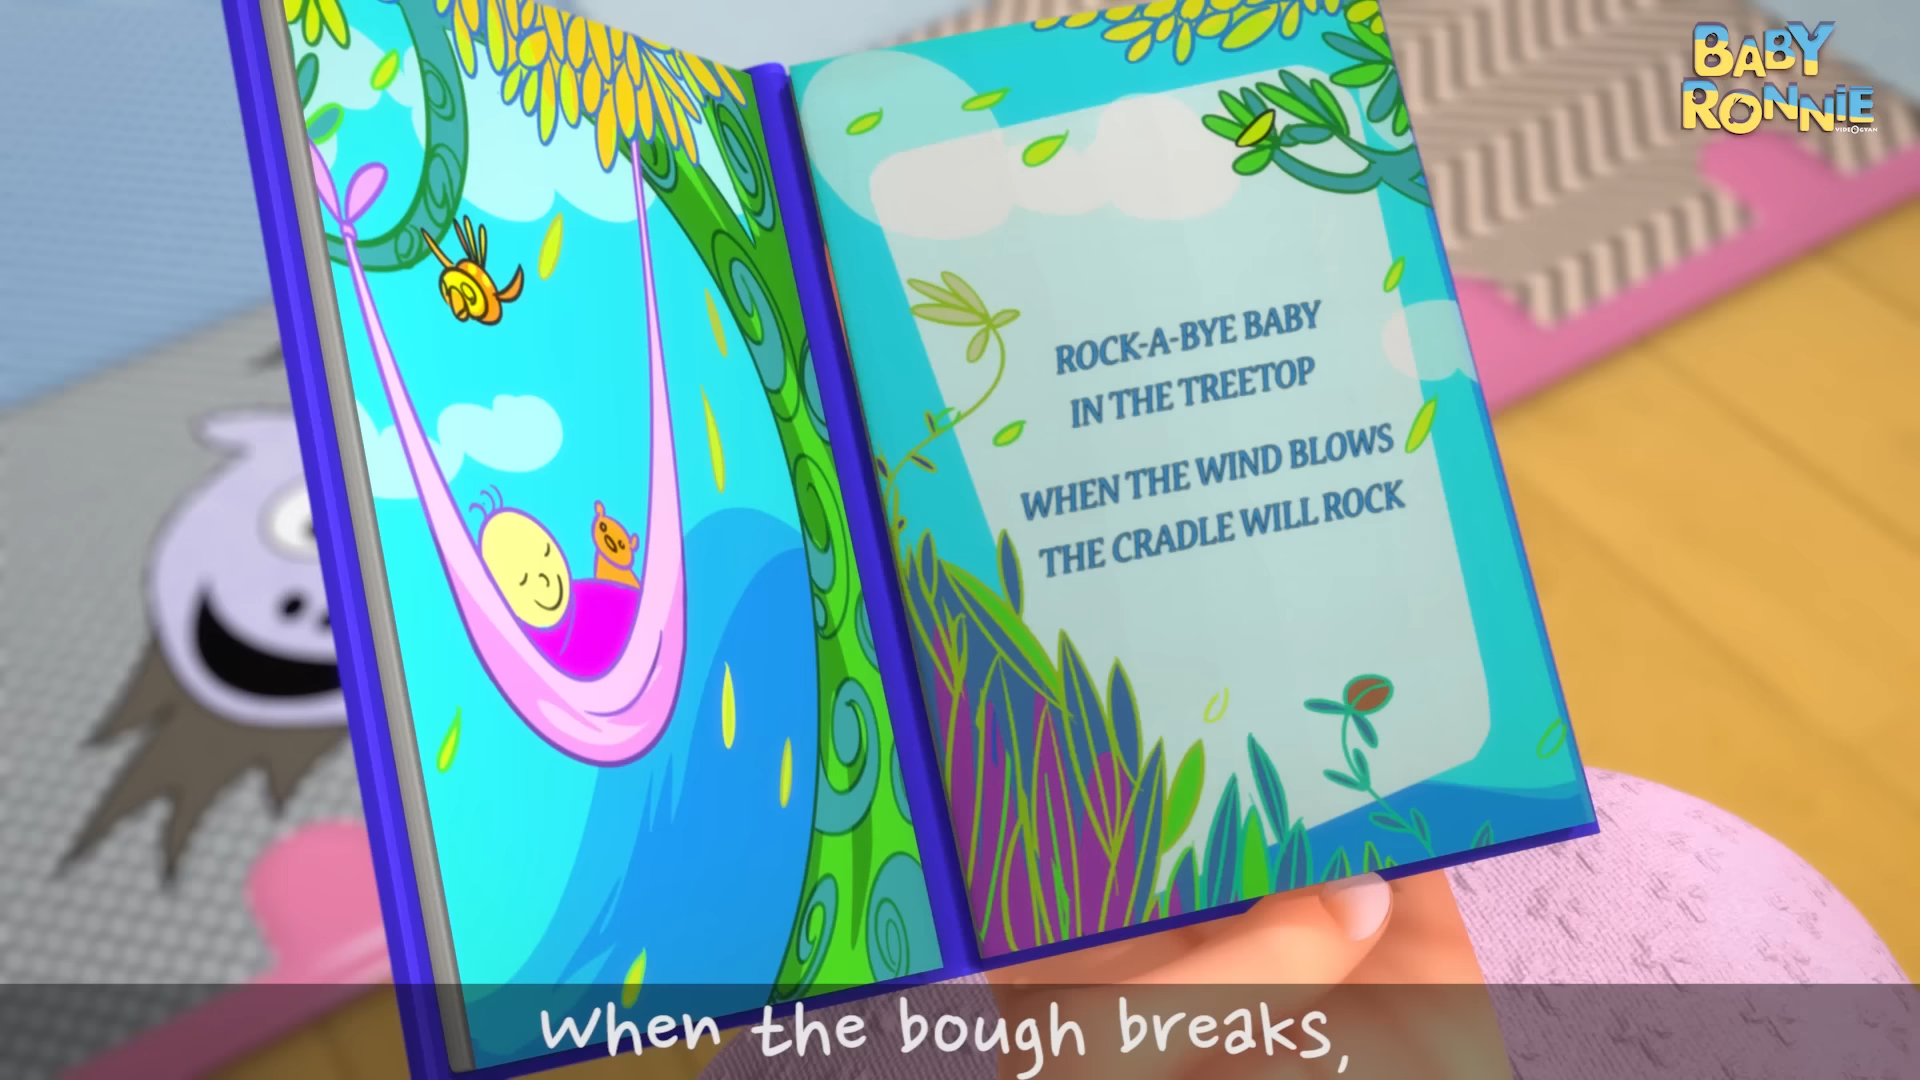 BABY
RONNIE
VIDEOGYAN
ROCK-A-BYE BABY
IN THE TREETOP
WHEN THE WIND BLOWS
THE CRADLE WILL ROCK
When the bough breaks,